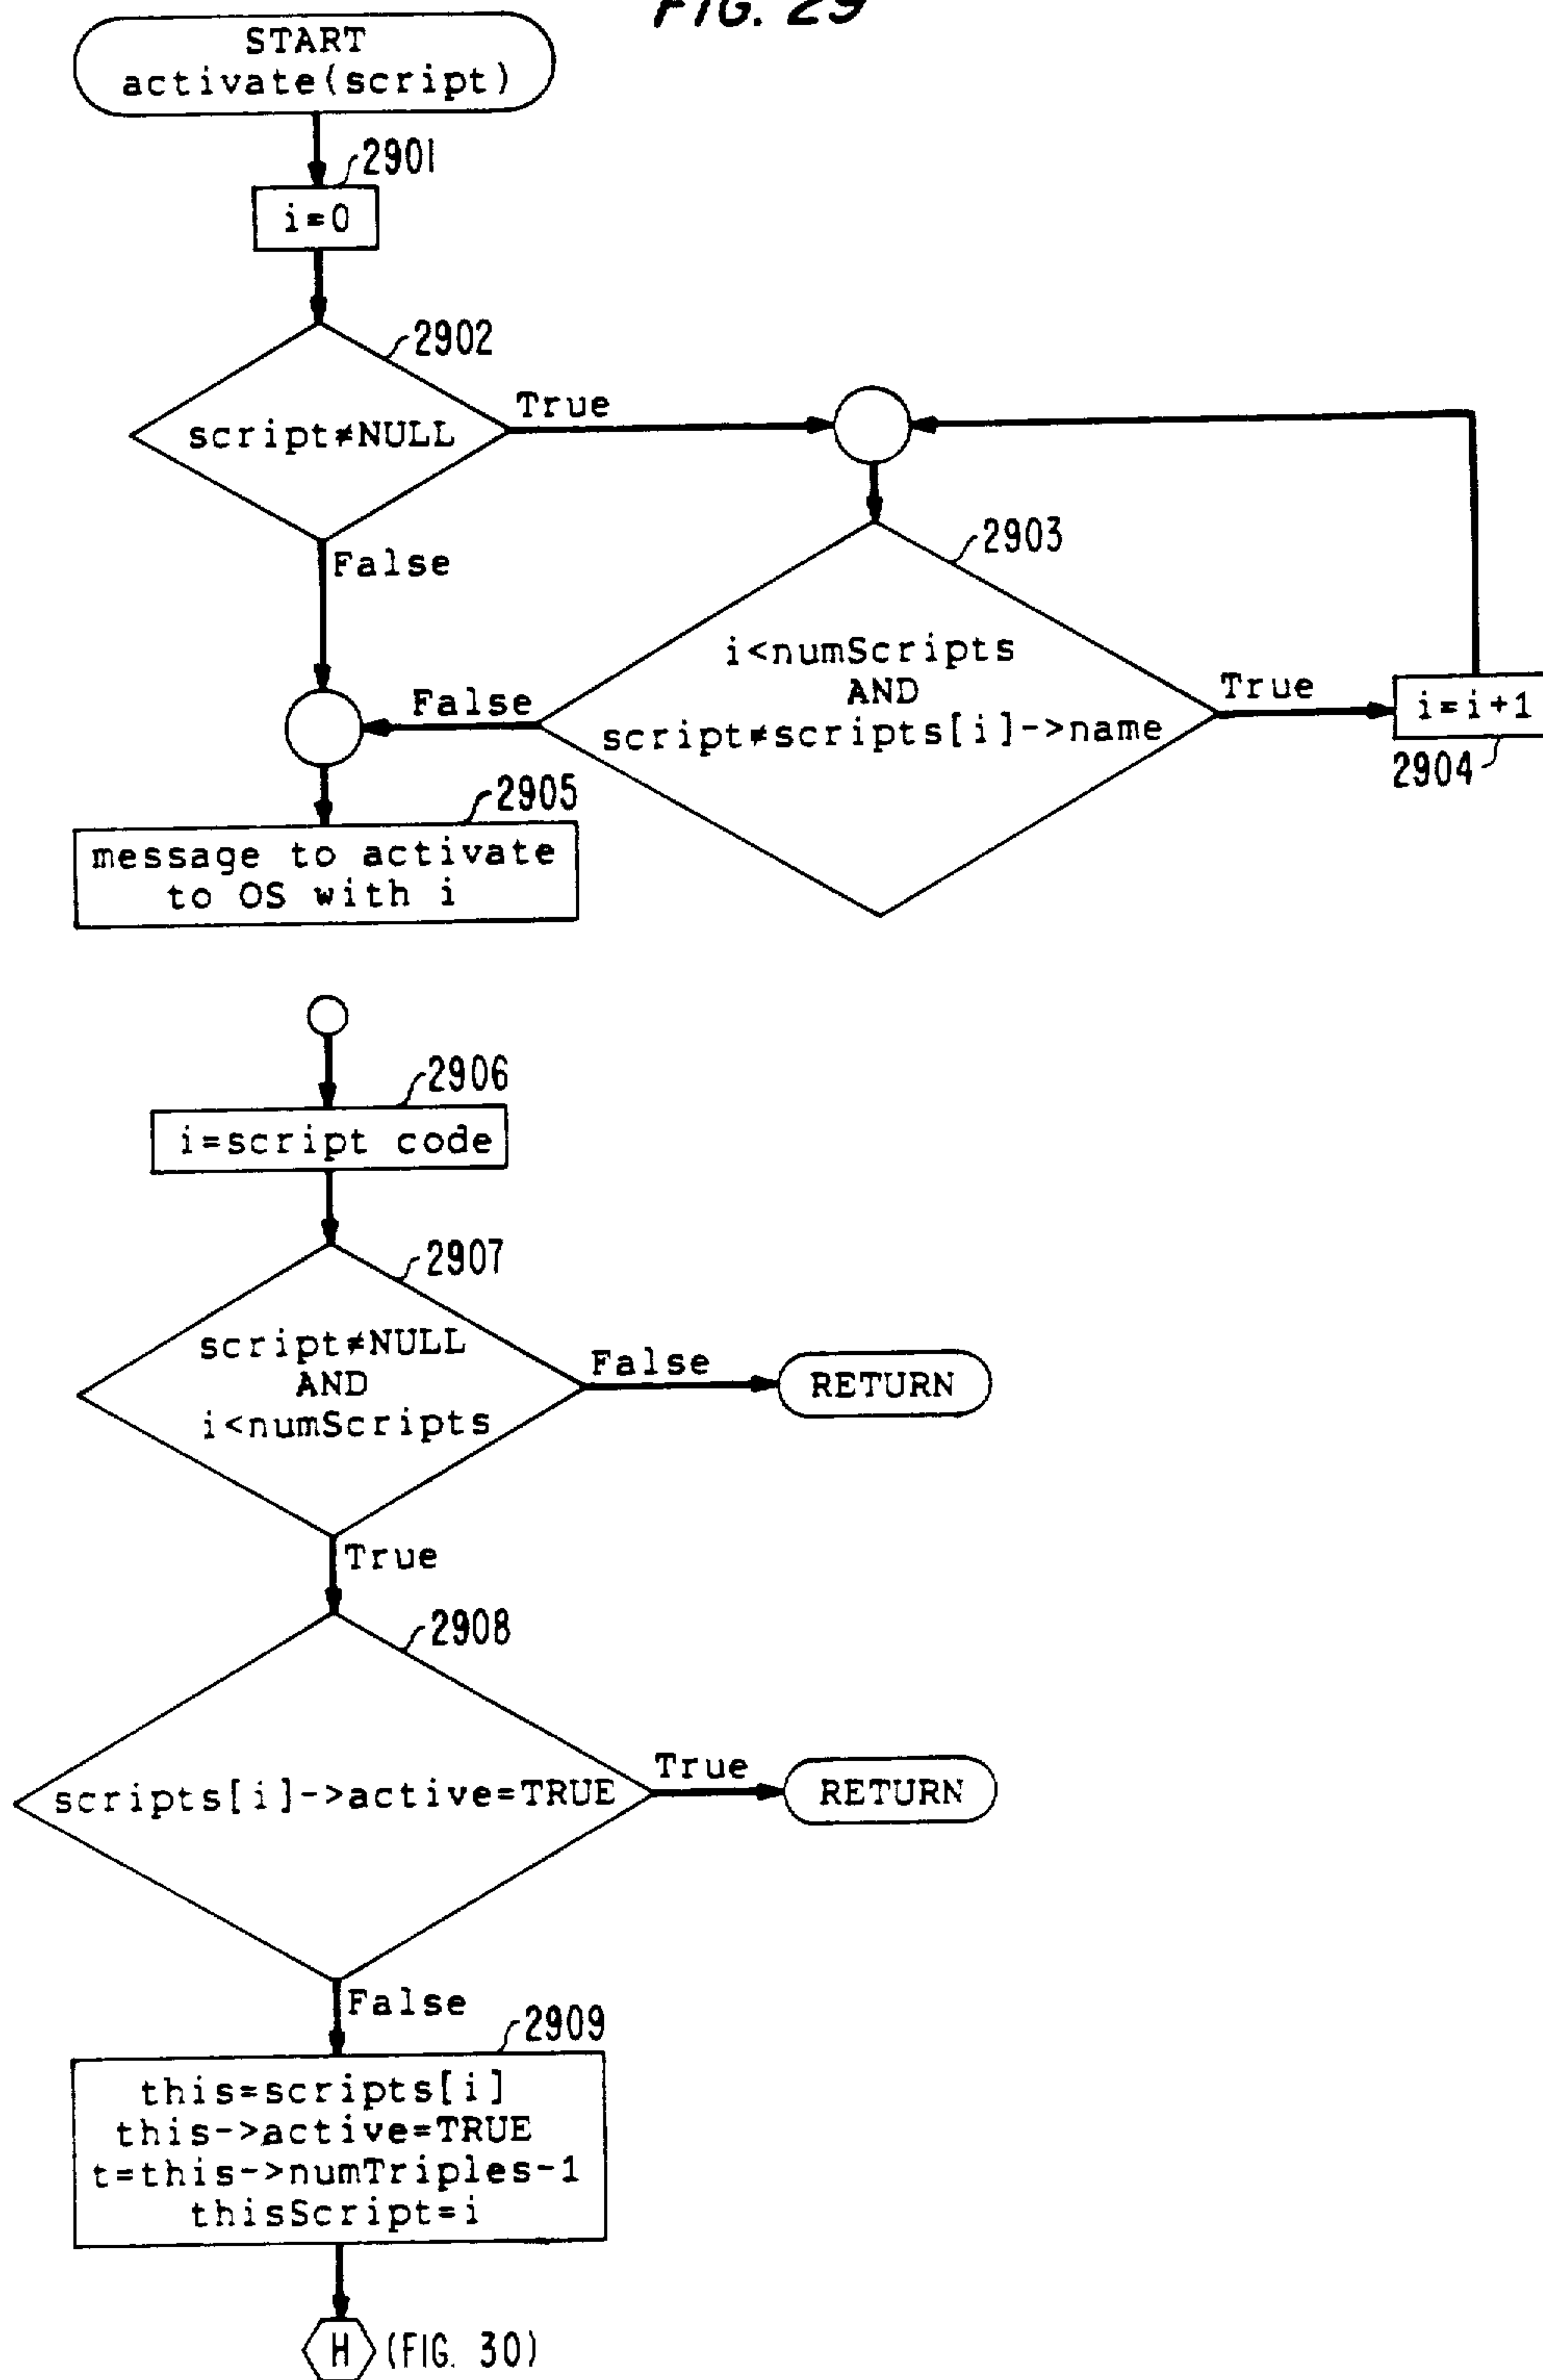 FIG. 29
START
activate(script)
2901
i=0
2902
script≠NULL
True
False
2903
i<numScripts
AND
script≠scripts[i]->name
True
False
i=i+1
2904
2905
message to activate
to OS with i
2906
i=script code
2907
script≠NULL
AND
i<numScripts
False
RETURN
True
2908
scripts[i]->active=TRUE
True
RETURN
False
2909
this=scripts[i]
this->active=TRUE
t=this->numTriples-1
thisScript=i
H (FIG. 30)